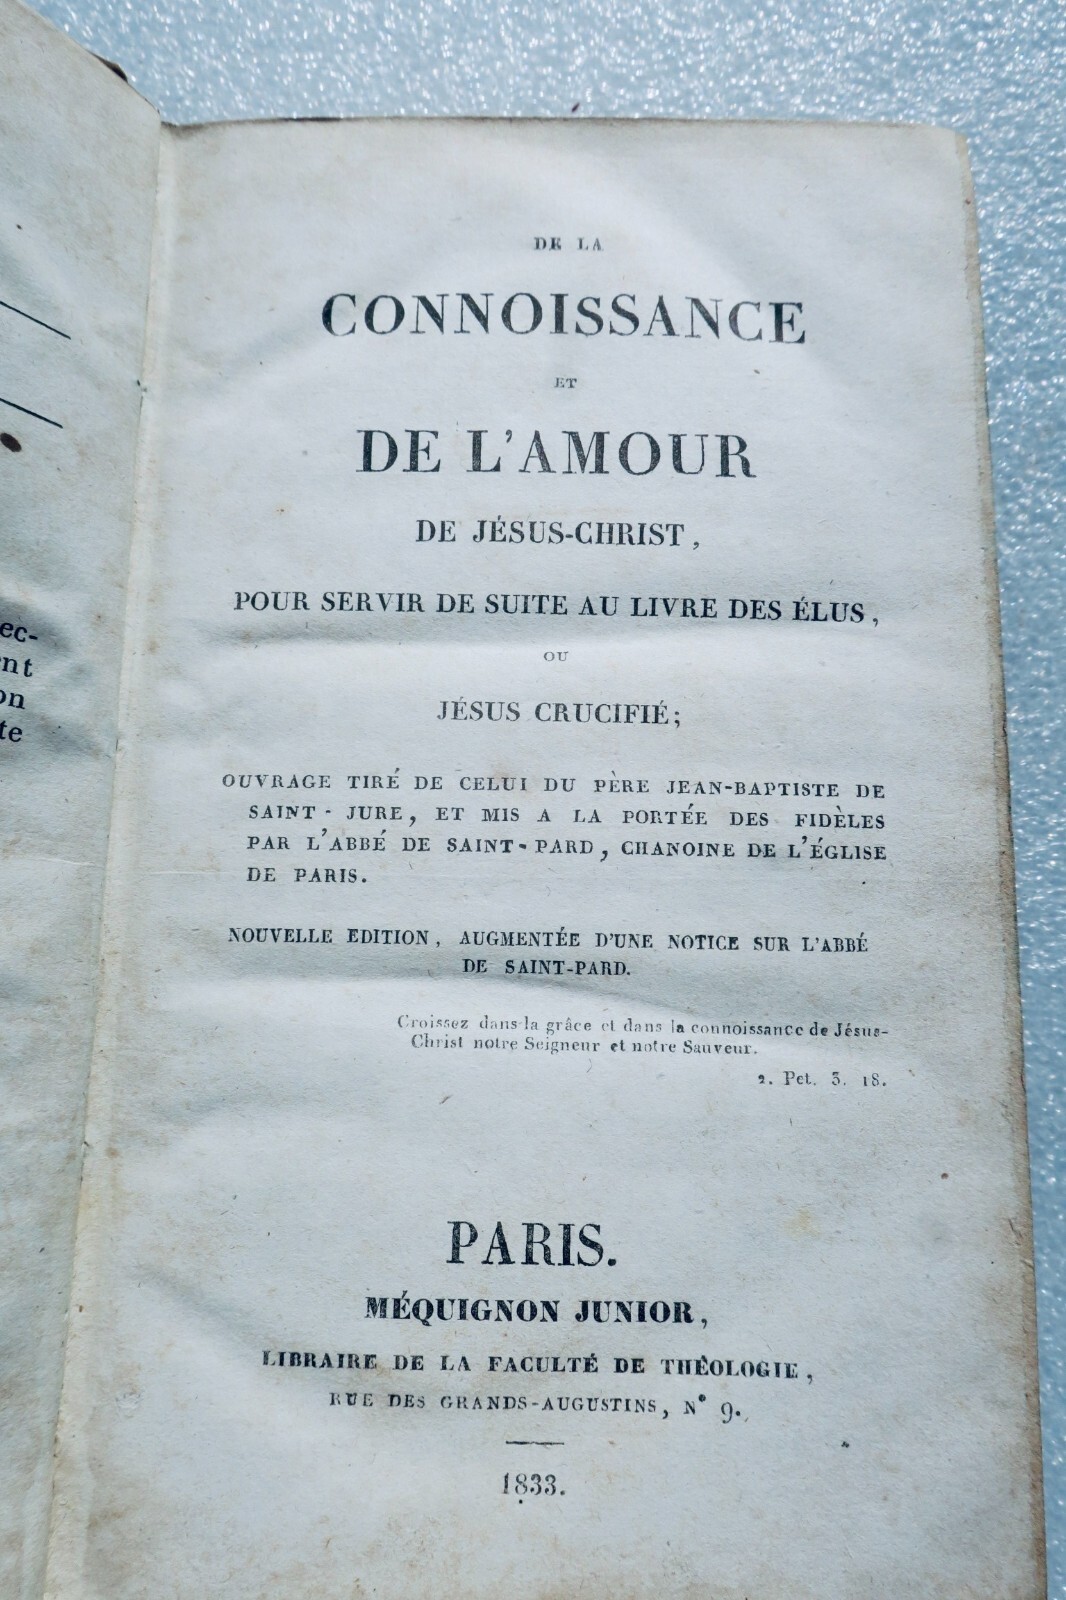 ec-
nt
on
te
DE LA
CONNOISSANCE
ET
DE L'AMOUR
DE JÉSUS-CHRIST,
POUR SERVIR DE SUITE AU LIVRE DES ÉLUS,
OU
JÉSUS CRUCIFIÉ;
OUVRAGE TIRÉ DE CELUI DU PÈRE JEAN-BAPTISTE DE
SAINT-JURE, ET MIS A LA PORTÉE DES FIDÈLES
PAR L'ABBÉ DE SAINT-PARD, CHANOINE DE L'ÉGLISE
DE PARIS.
NOUVELLE EDITION, AUGMENTÉE D'UNE NOTICE SUR L'ABBÉ
DE SAINT-PARD.
Croissez dans la grâce et dans la connoissance de Jésus-
Christ notre Seigneur et notre Sauveur.
2. Pet. 3. 18.
PARIS.
MÉQUIGNON JUNIOR,
LIBRAIRE DE LA FACULTÉ DE THÉOLOGIE,
RUE DES GRANDS-AUGUSTINS, N° 9.
1833.